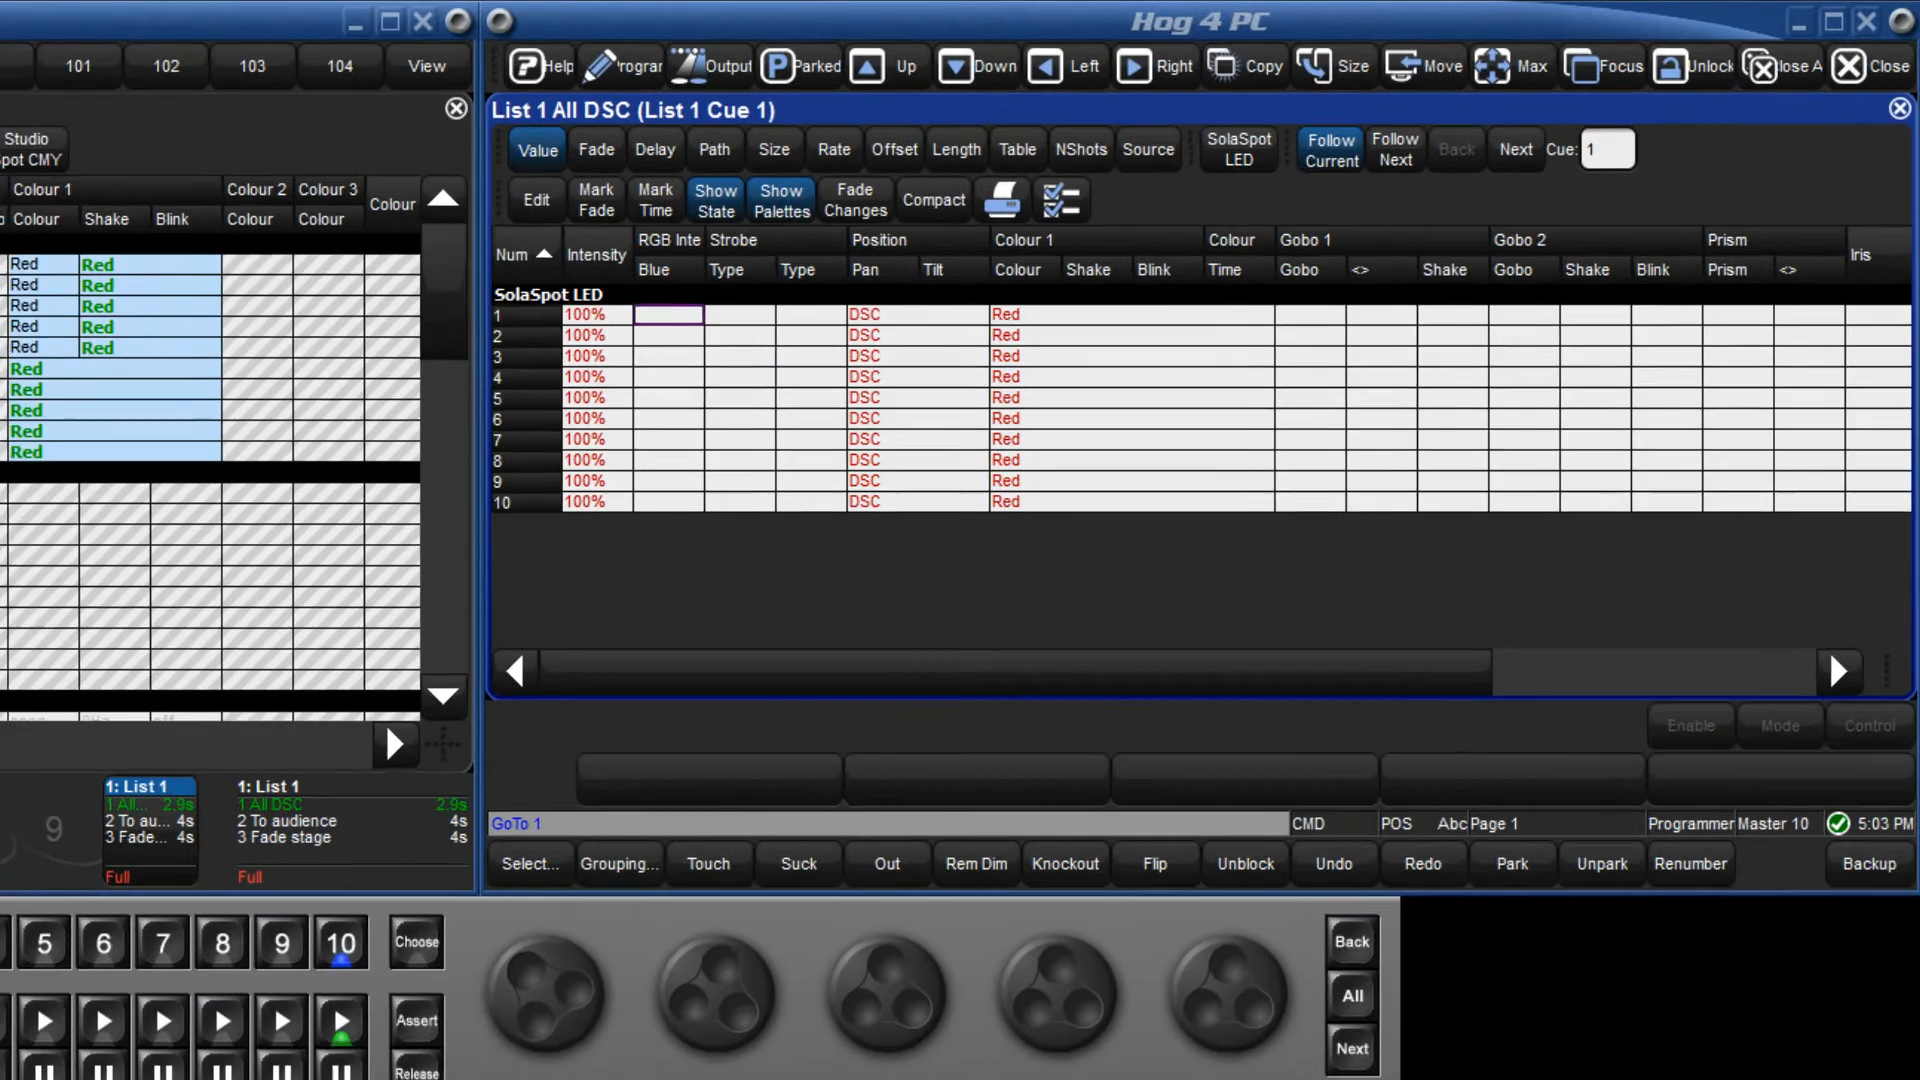 Hog 4 PC
101 102 103 104 View
Help Output Parked Up Down Left Right Copy Size Move Max Focus Unlock Close
List 1 All DSC (List 1 Cue 1)
Studio
Value Fade Delay Path Size Rate Offset Length Table NShots Source SolaSpot LED Follow Current Follow Next Back Next Cue: 1
Edit Mark Fade Mark Time Show State Show Palettes Fade Changes Compact
Colour 1 Colour 2 Colour 3 Colour
Colour Shake Blink Colour Colour
Red Red
Red Red
Red Red
Red Red
Red Red
Red
Red
Red
Red
Red
Num Intensity RGB Inte Strobe Position Colour 1 Colour Gobo 1 Gobo 2 Prism Iris
Blue Type Type Pan Tilt Colour Shake Blink Time Gobo <> Shake Gobo Shake Blink Prism <>
SolaSpot LED
1 100% DSC Red
2 100% DSC Red
3 100% DSC Red
4 100% DSC Red
5 100% DSC Red
6 100% DSC Red
7 100% DSC Red
8 100% DSC Red
9 100% DSC Red
10 100% DSC Red
Enable Mode Control
9
1: List 1
1 All... 2.9s
2 To au... 4s
3 Fade... 4s
Full
1: List 1
1 All DSC 2.9s
2 To audience 4s
3 Fade stage 4s
Full
GoTo 1 CMD POS Abc Page 1 Programmer Master 10 5:03 PM
Select... Grouping... Touch Suck Out Rem Dim Knockout Flip Unblock Undo Redo Park Unpark Renumber Backup
5 6 7 8 9 10 Choose
Assert
Release
Back
All
Next